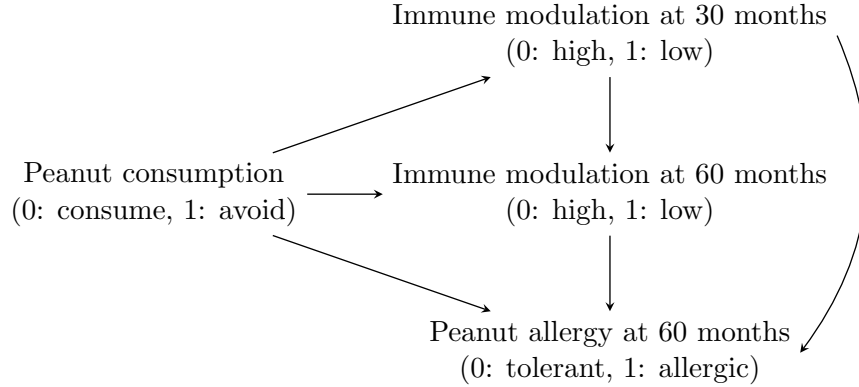 Immune modulation at 30 months
(0: high, 1: low)
Peanut consumption
(0: consume, 1: avoid)
Immune modulation at 60 months
(0: high, 1: low)
Peanut allergy at 60 months
(0: tolerant, 1: allergic)